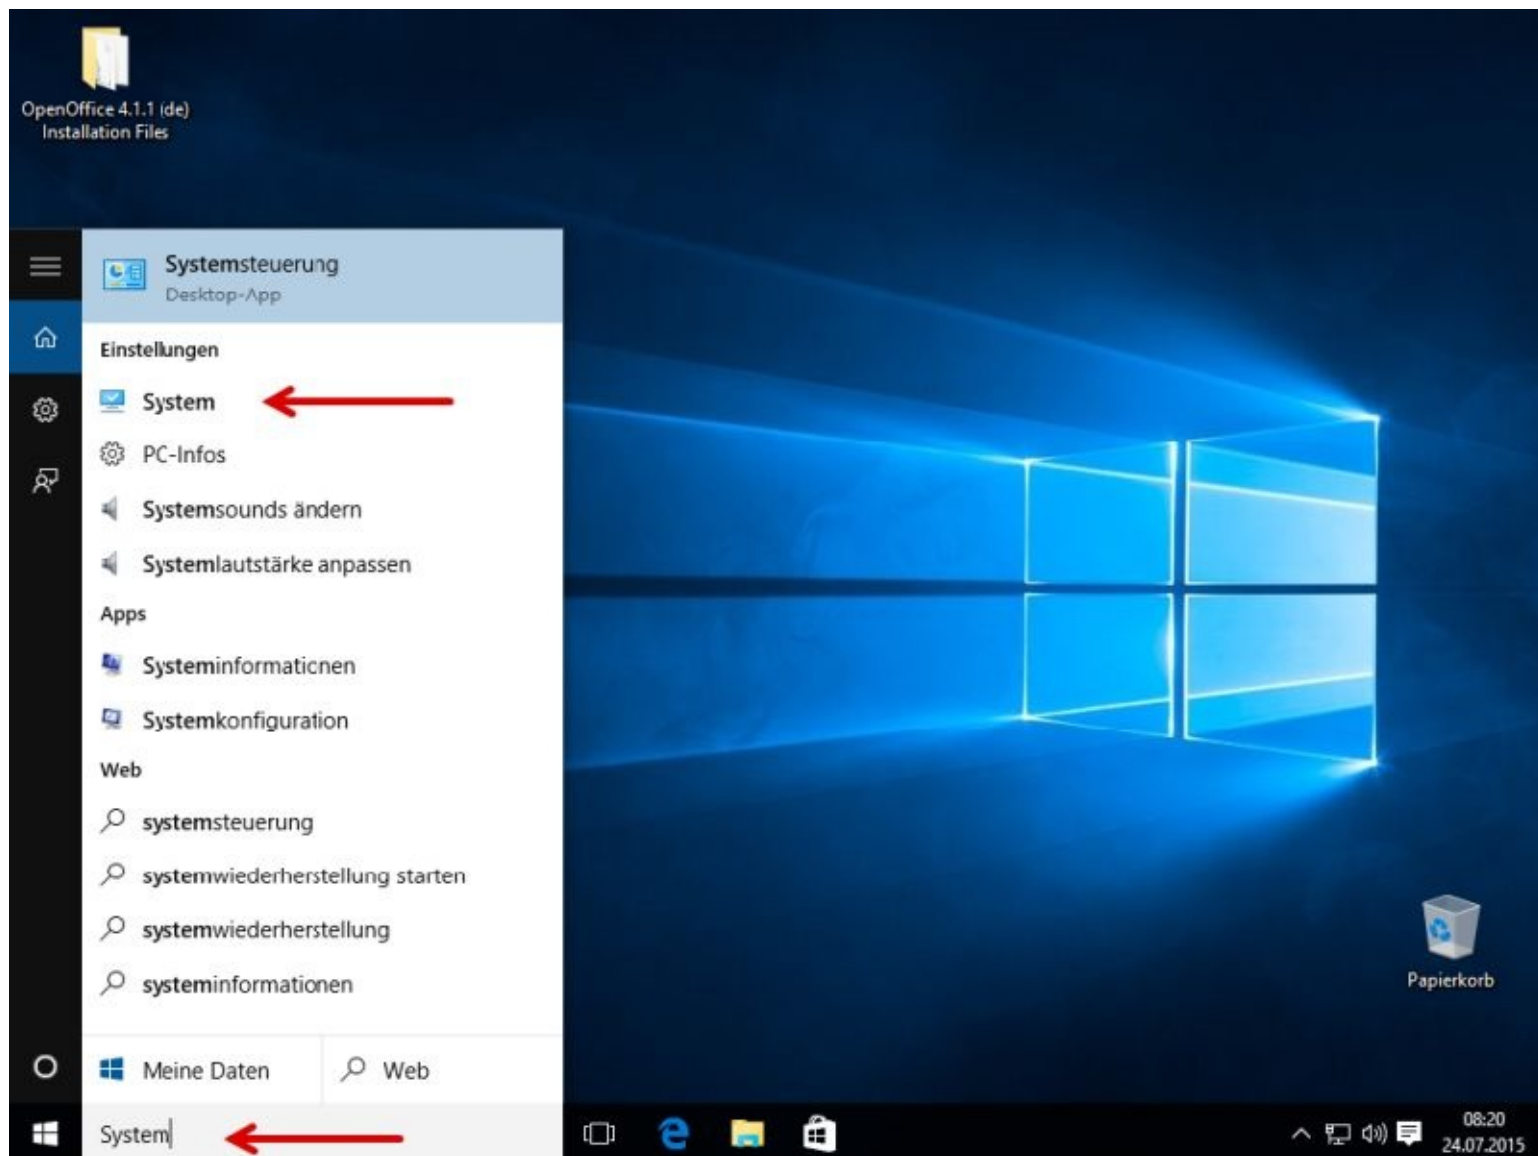 OpenOffice 4.1.1 (de)
Installation Files
Systemsteuerung
Desktop-App
Einstellungen
System
PC-Infos
Systemsounds ändern
Systemlautstärke anpassen
Apps
Systeminformationen
Systemkonfiguration
Web
systemsteuerung
systemwiederherstellung starten
systemwiederherstellung
systeminformationen
Meine Daten
Web
System
Papierkorb
08:20
24.07.2015